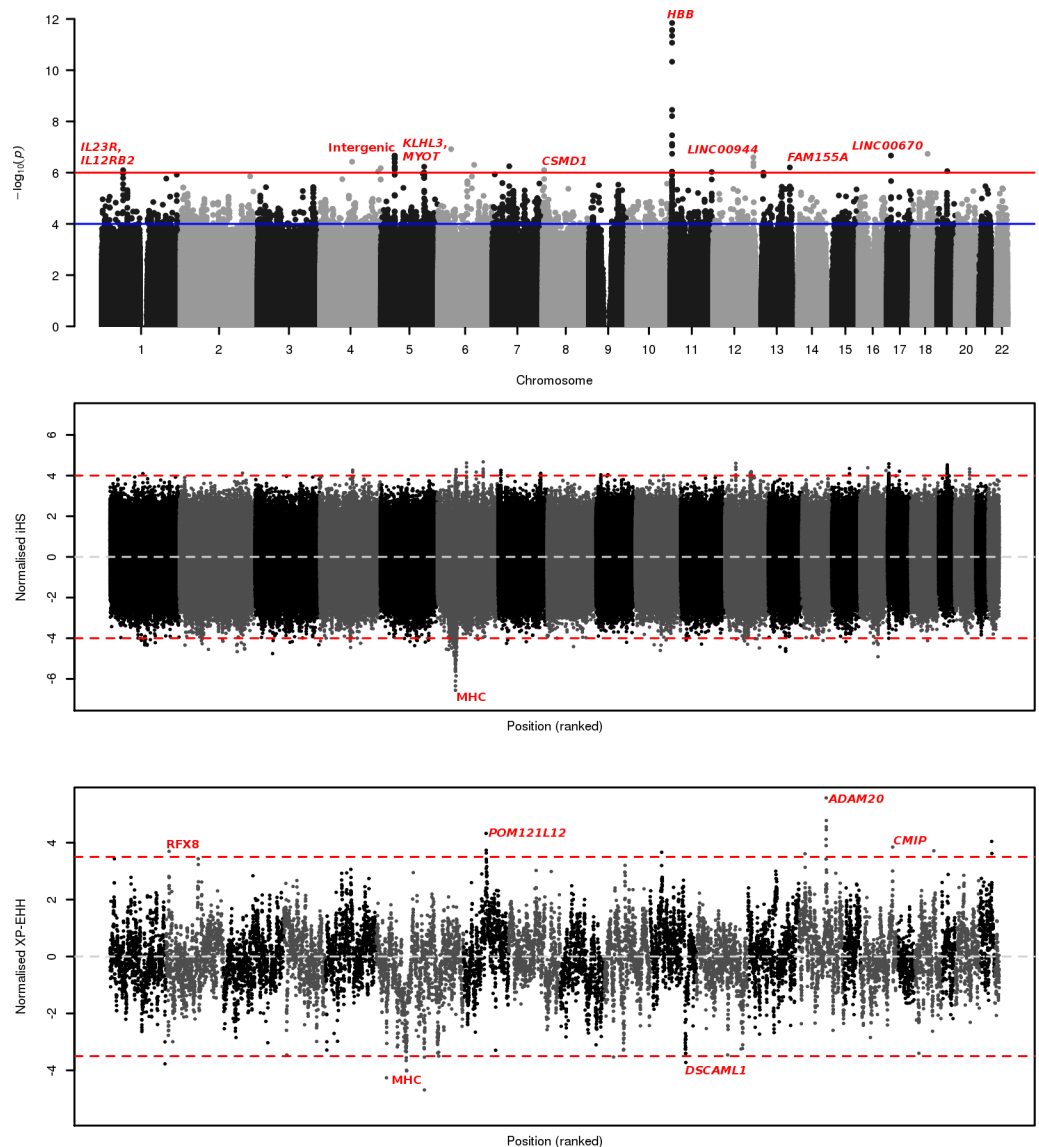 HBB
12
10
8
6
4
2
0
− log₁₀(p)
IL23R,
IL12RB2
Intergenic
KLHL3,
MYOT
CSMD1
LINC00944
FAM155A
LINC00670
1 2 3 4 5 6 7 8 9 10 11 12 13 14 15 16 17 18 20 22
Chromosome
6
4
2
0
-2
-4
-6
Normalised iHS
MHC
Position (ranked)
4
2
0
-2
-4
Normalised XP-EHH
RFX8
POM121L12
ADAM20
CMIP
MHC
DSCAML1
Position (ranked)